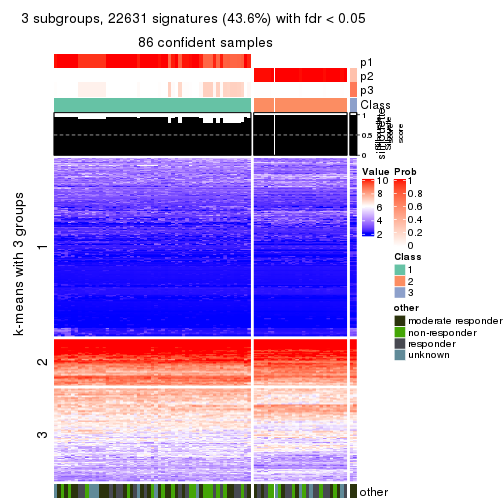 3 subgroups, 22631 signatures (43.6%) with fdr < 0.05
86 confident samples
p1
p2
p3
Class
1
0.5
0
silhouette
score
k-means with 3 groups
1
2
3
Value
10
8
6
4
2
Prob
1
0.8
0.6
0.4
0.2
0
Class
1
2
3
other
moderate responder
non-responder
responder
unknown
other